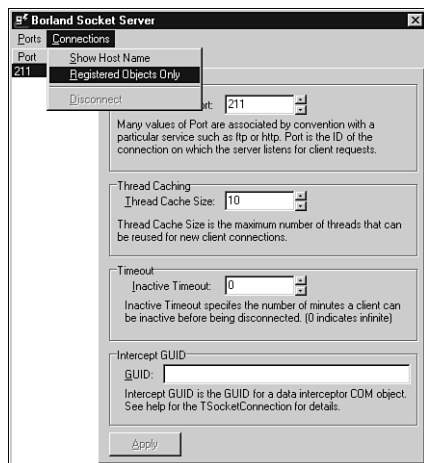 Borland Socket Server
Ports Connections
Port
Show Host Name
211
Registered Objects Only
Disconnect
ort: 211
Many values of Port are associated by convention with a
particular service such as ftp or http. Port is the ID of the
connection on which the server listens for client requests.
Thread Caching
Thread Cache Size: 10
Thread Cache Size is the maximum number of threads that can
be reused for new client connections.
Timeout
Inactive Timeout: 0
Inactive Timeout specifes the number of minutes a client can
be inactive before being disconnected. (0 indicates infinite)
Intercept GUID
GUID:
Intercept GUID is the GUID for a data interceptor COM object.
See help for the TSocketConnection for details.
Apply